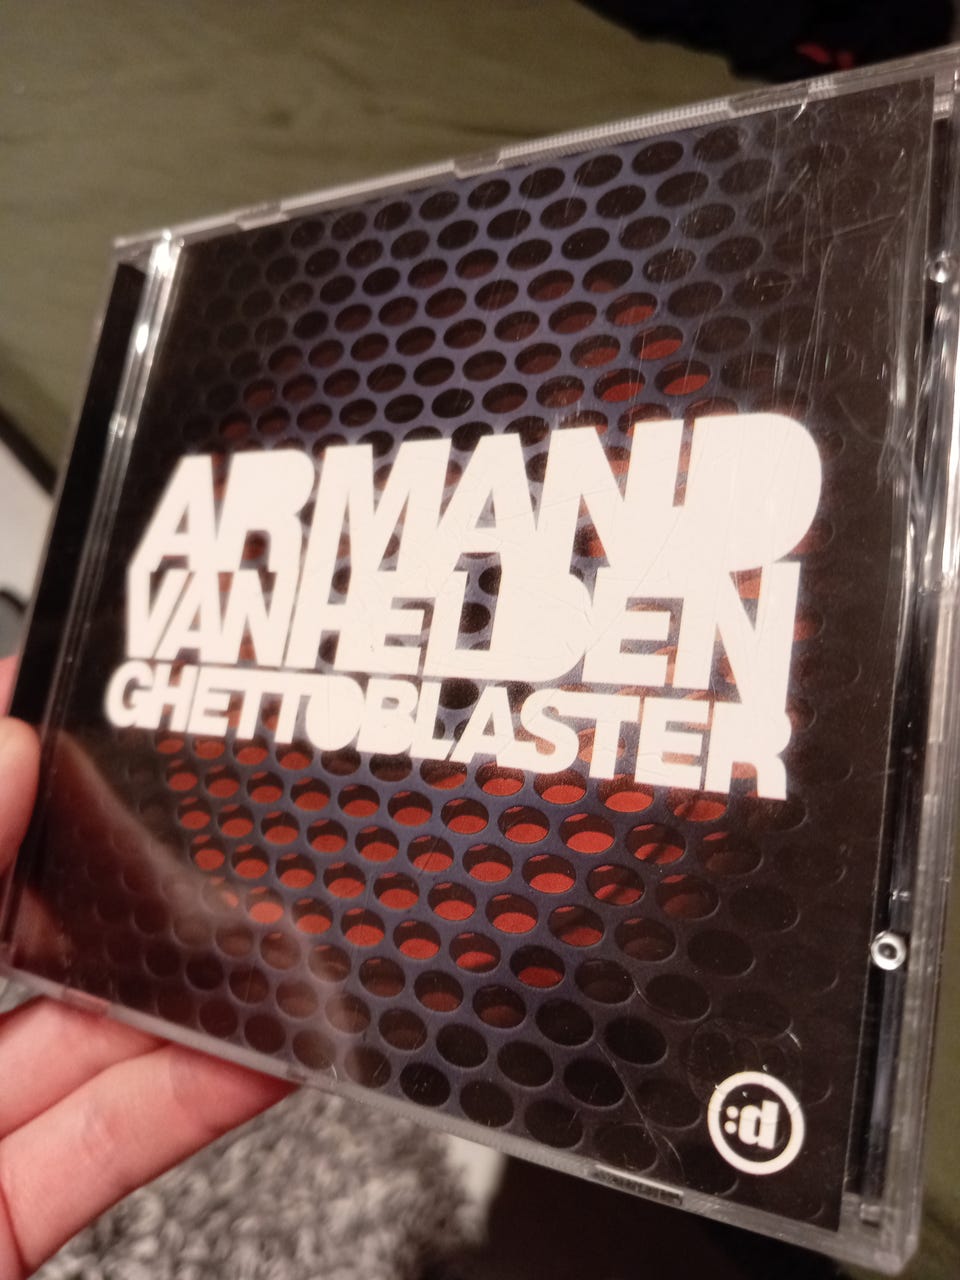 ARMAND
VAN HELDEN
GHETTOBLASTER
:d